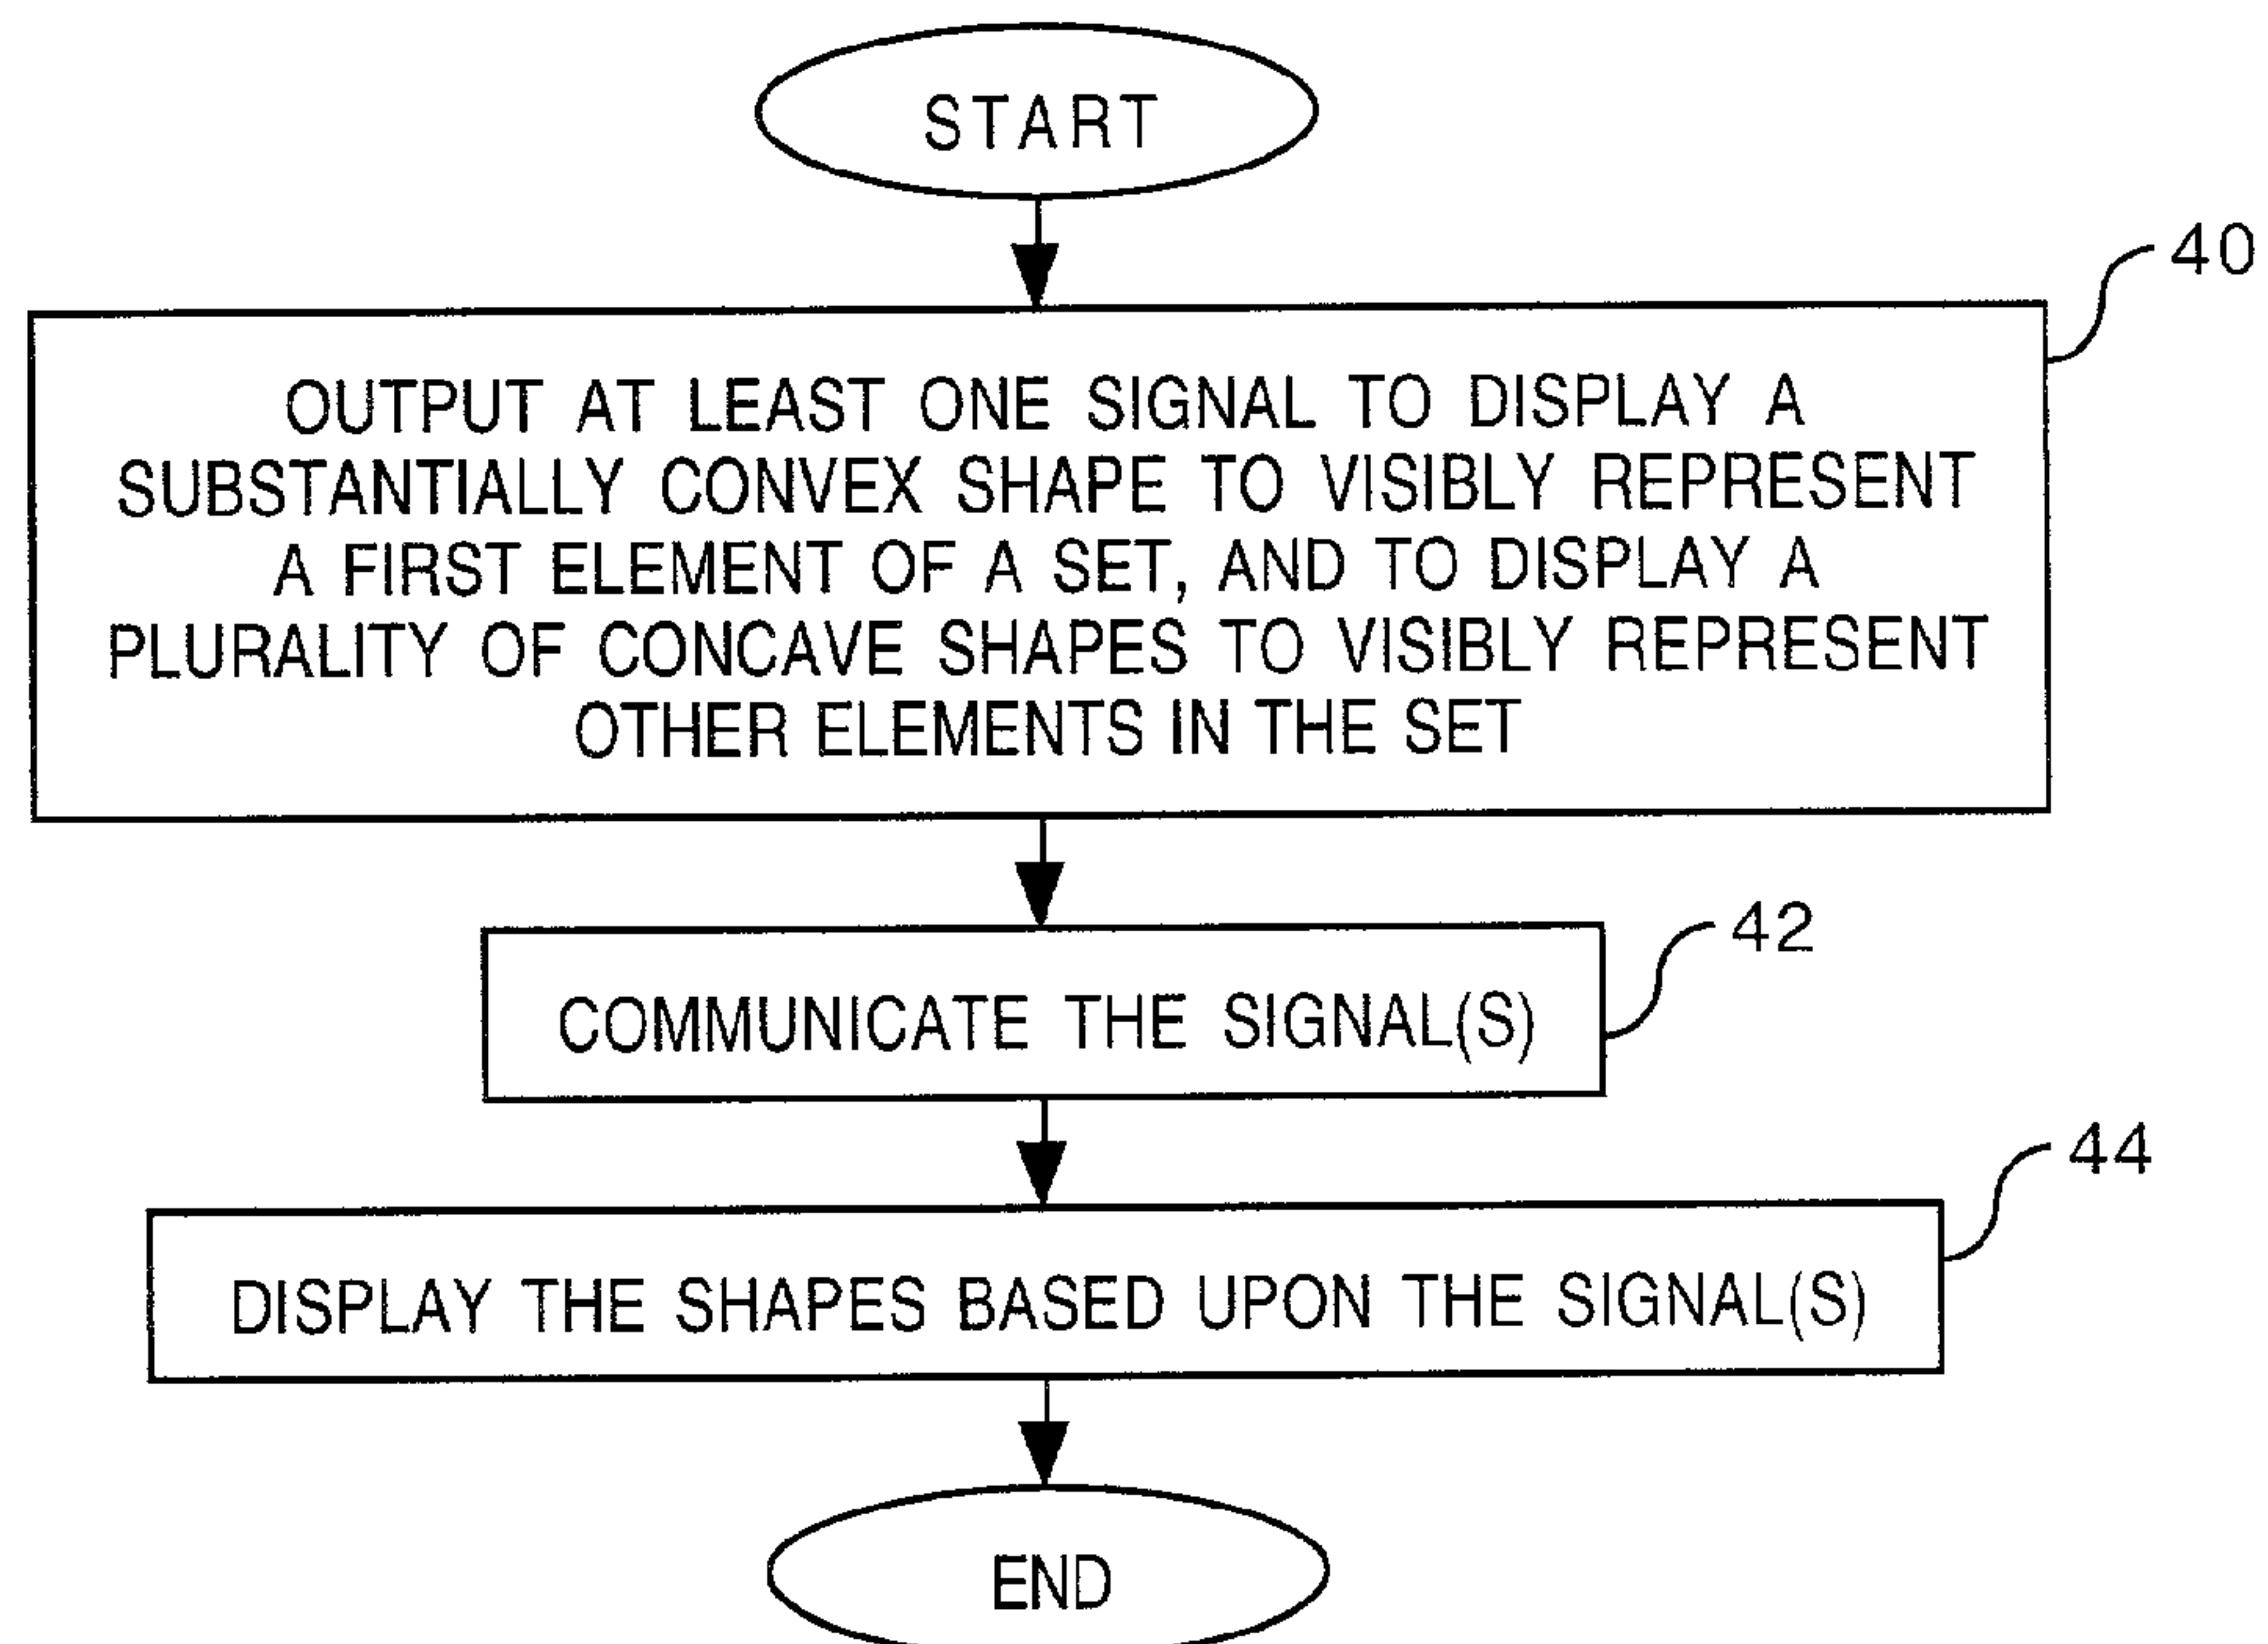 START
40
OUTPUT AT LEAST ONE SIGNAL TO DISPLAY A
SUBSTANTIALLY CONVEX SHAPE TO VISIBLY REPRESENT
A FIRST ELEMENT OF A SET, AND TO DISPLAY A
PLURALITY OF CONCAVE SHAPES TO VISIBLY REPRESENT
OTHER ELEMENTS IN THE SET
42
COMMUNICATE THE SIGNAL(S)
44
DISPLAY THE SHAPES BASED UPON THE SIGNAL(S)
END